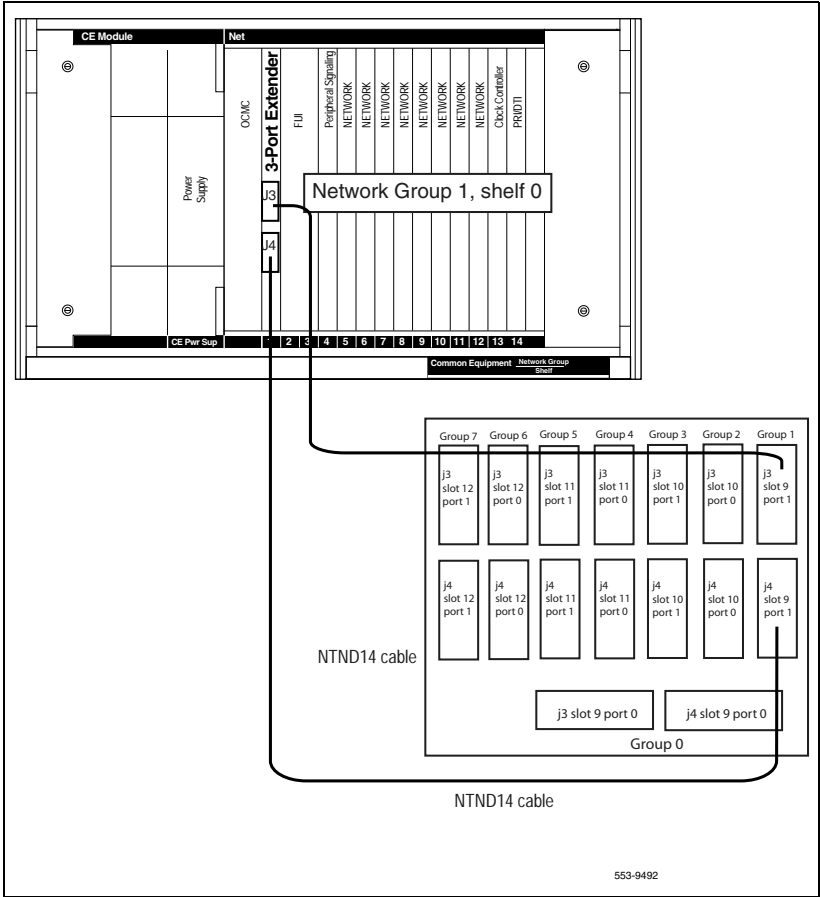 CE Module
Net
Power
Supply
OCMC
3-Port Extender
FIJI
Peripheral Signaling
NETWORK
NETWORK
NETWORK
NETWORK
NETWORK
NETWORK
NETWORK
NETWORK
Clock Controller
PRI/DTI
J3
J4
Network Group 1, shelf 0
CE Pwr Sup
1 2 3 4 5 6 7 8 9 10 11 12 13 14
Common Equipment
Network Group
Shelf
Group 7 Group 6 Group 5 Group 4 Group 3 Group 2 Group 1
j3 slot 12 port 1
j3 slot 12 port 0
j3 slot 11 port 1
j3 slot 11 port 0
j3 slot 10 port 1
j3 slot 10 port 0
j3 slot 9 port 1
j4 slot 12 port 1
j4 slot 12 port 0
j4 slot 11 port 1
j4 slot 11 port 0
j4 slot 10 port 1
j4 slot 10 port 0
j4 slot 9 port 1
NTND14 cable
j3 slot 9 port 0
j4 slot 9 port 0
Group 0
NTND14 cable
553-9492